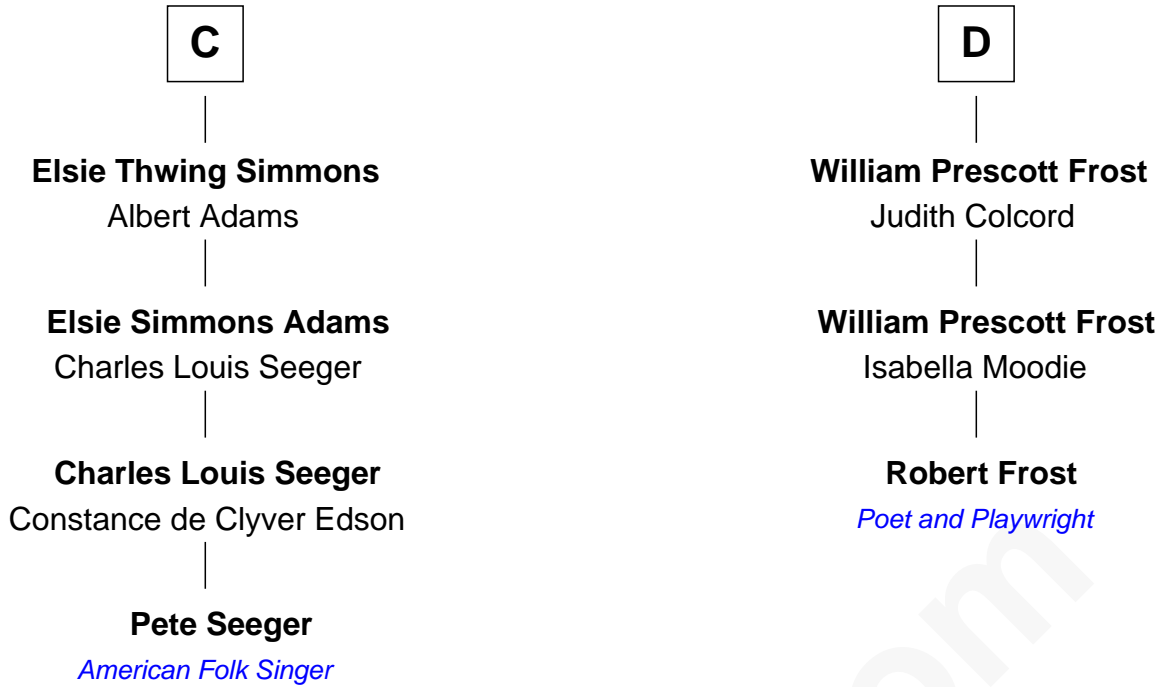 C
Elsie Thwing Simmons
Albert Adams
Elsie Simmons Adams
Charles Louis Seeger
Charles Louis Seeger
Constance de Clyver Edson
Pete Seeger
American Folk Singer
D
William Prescott Frost
Judith Colcord
William Prescott Frost
Isabella Moodie
Robert Frost
Poet and Playwright
om